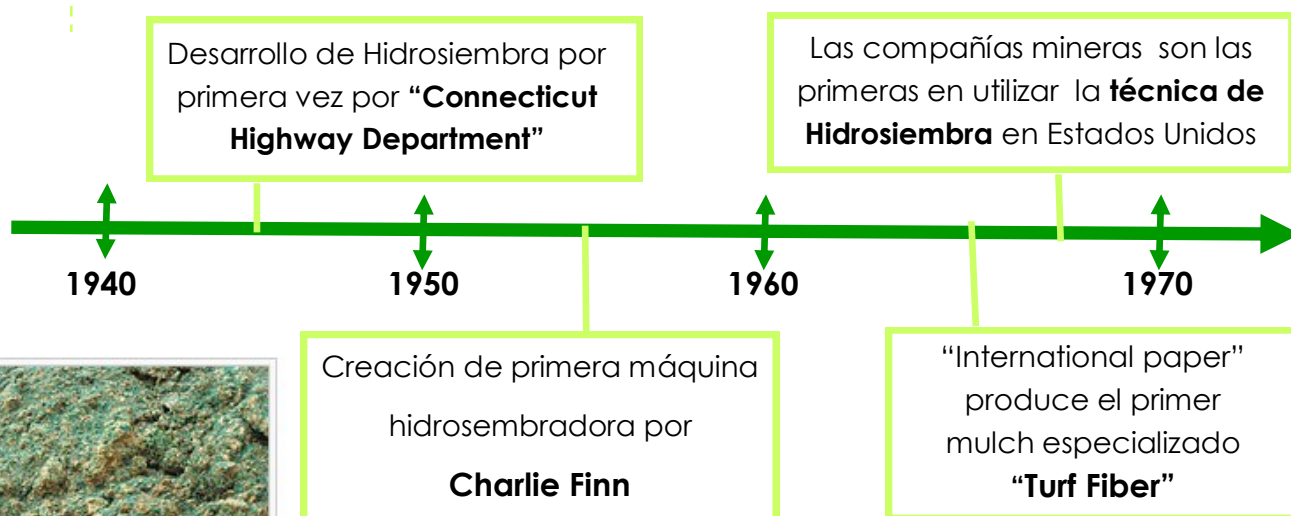 Desarrollo de Hidrosiembra por
primera vez por “Connecticut
Highway Department”
Las compañías mineras son las
primeras en utilizar la técnica de
Hidrosiembra en Estados Unidos
1940
1950
1960
1970
Creación de primera máquina
hidrosembradora por
Charlie Finn
“International paper”
produce el primer
mulch especializado
“Turf Fiber”